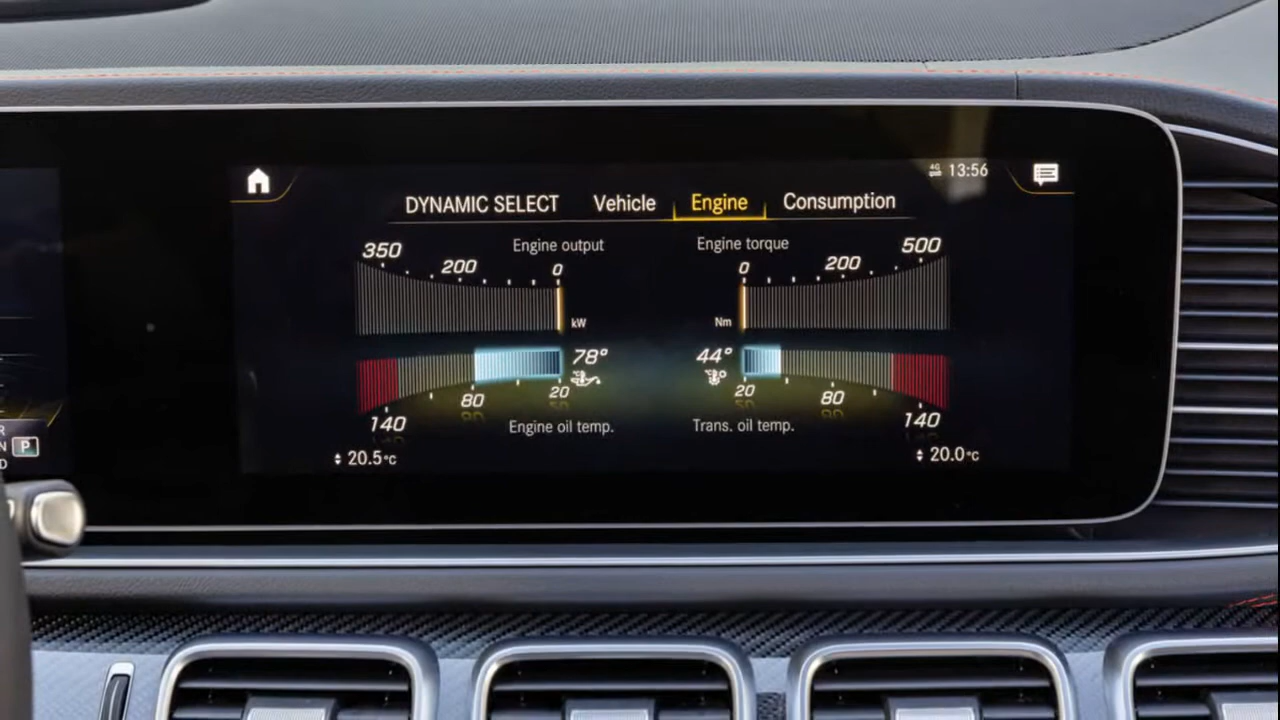 4G 13:56
DYNAMIC SELECT Vehicle Engine Consumption
Engine output Engine torque
350 200 0 0 200 500
kW Nm
78° 44°
140 80 20 20 80 140
Engine oil temp. Trans. oil temp.
20.5°C 20.0°C
R
N P
D